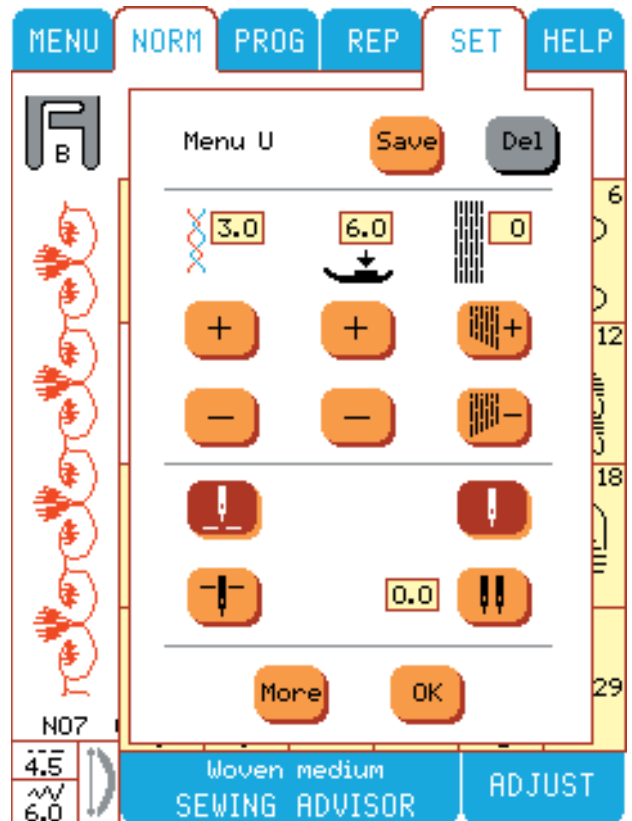 MENU NORM PROG REP SET HELP
B
Menu U Save Del
6
3.0 6.0 0
+ + +
12
- - -
18
0.0
More OK
29
N07
4.5
6.0
Woven medium
SEWING ADVISOR
ADJUST